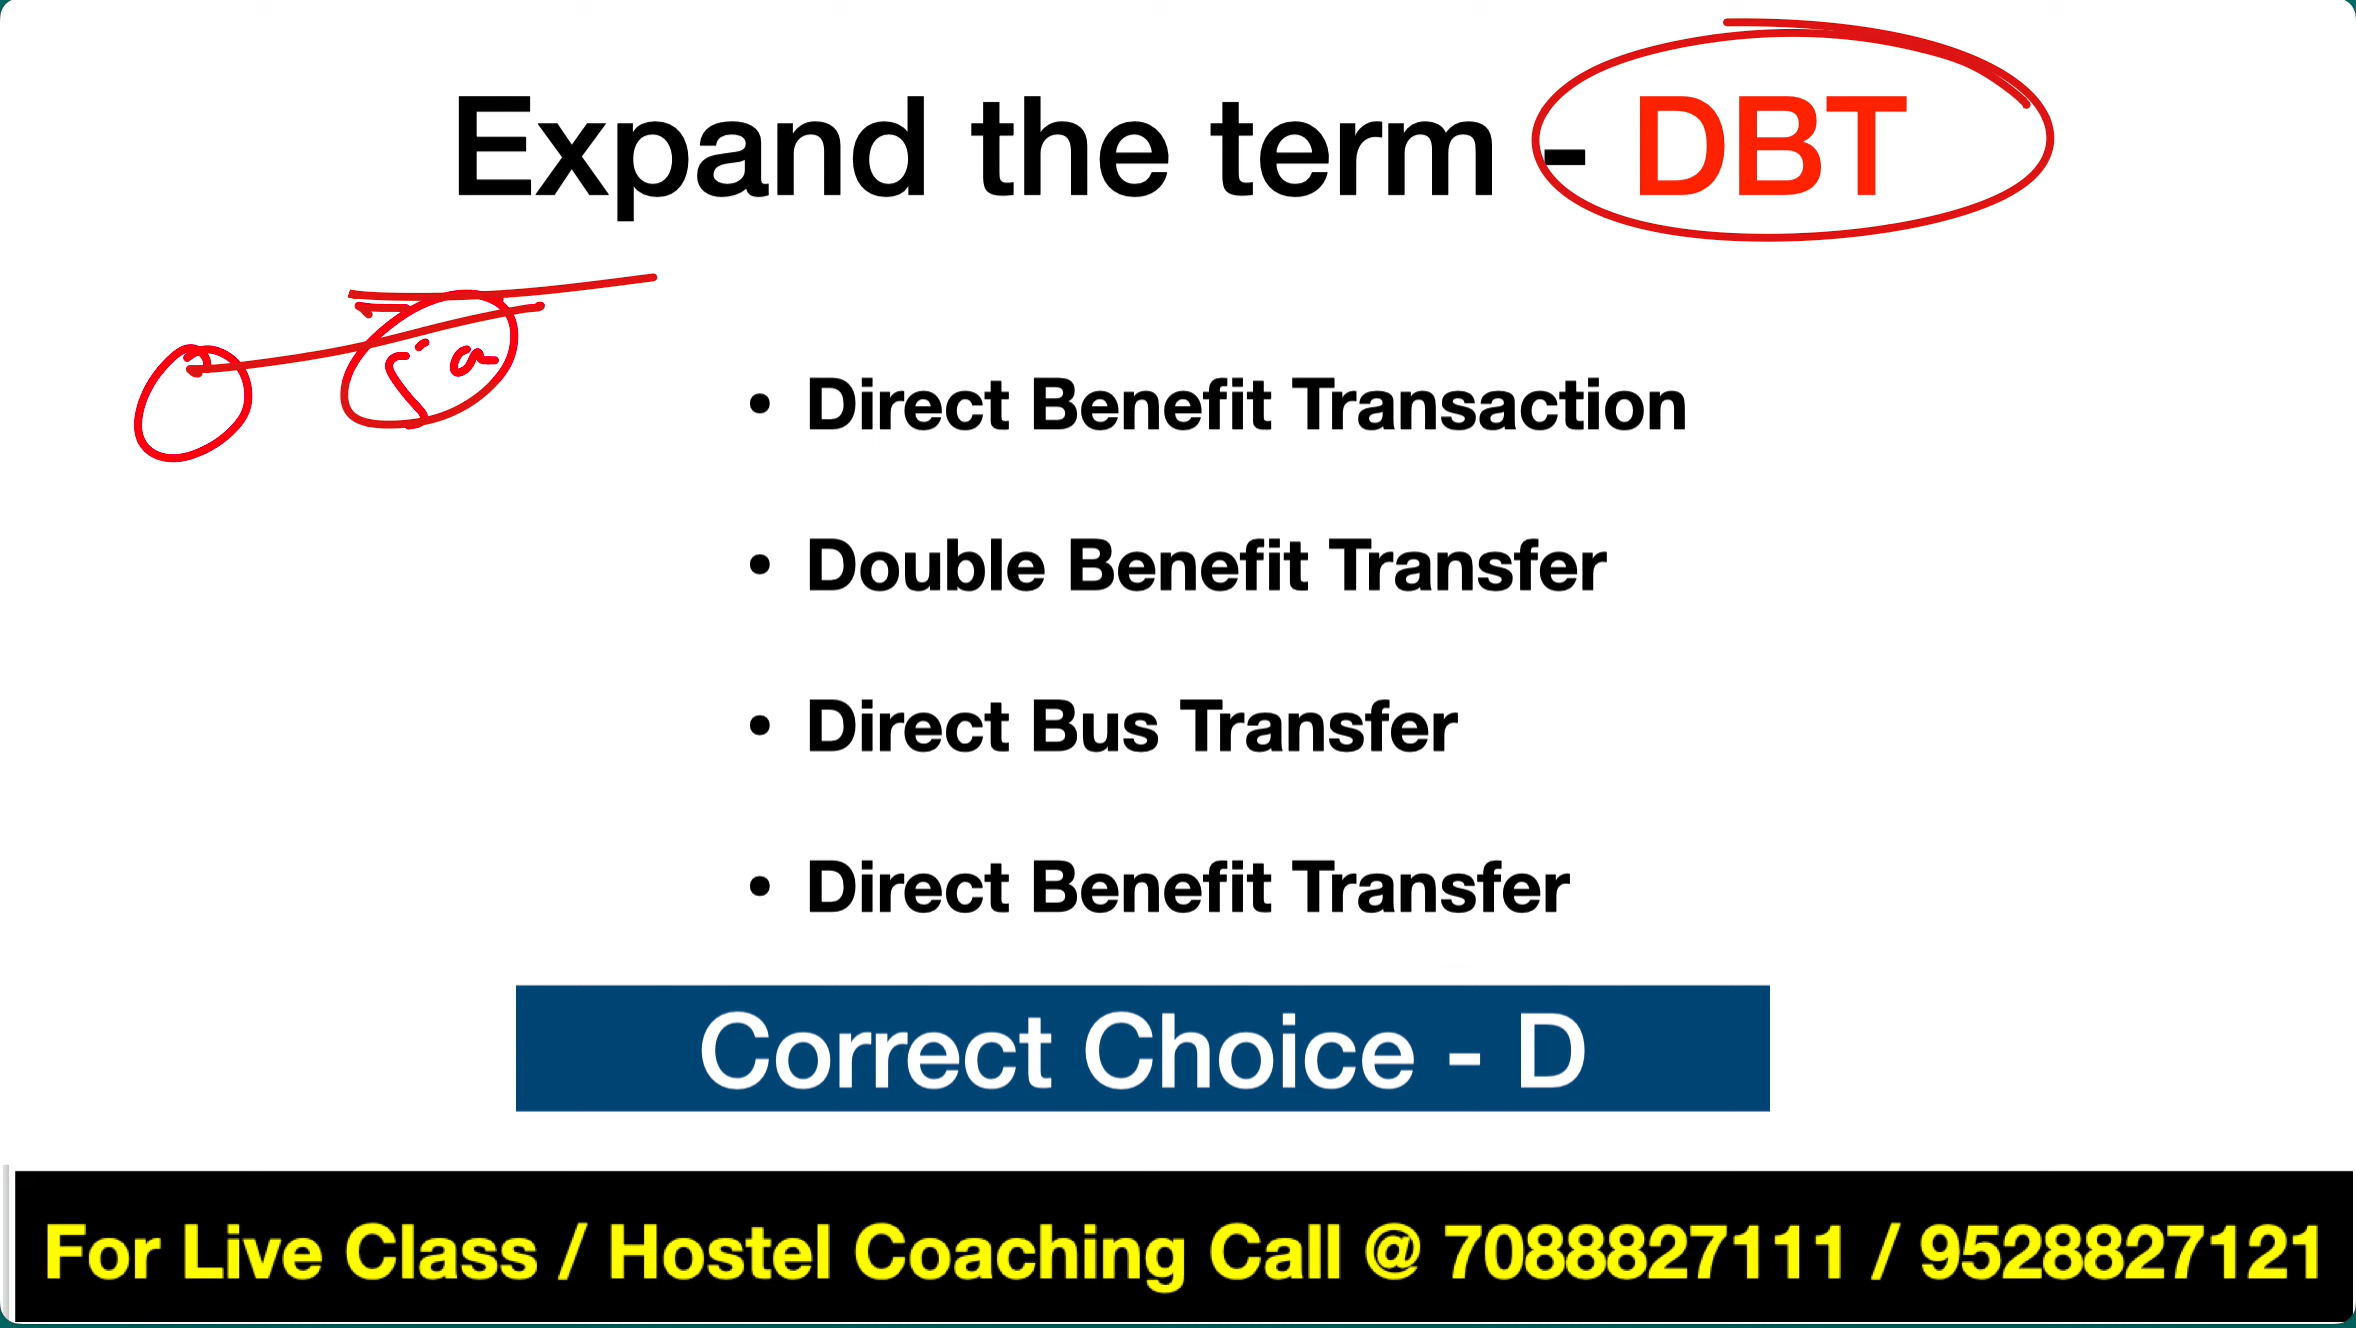 Expand the term - DBT
• Direct Benefit Transaction
• Double Benefit Transfer
• Direct Bus Transfer
• Direct Benefit Transfer
Correct Choice - D
For Live Class / Hostel Coaching Call @ 7088827111 / 9528827121